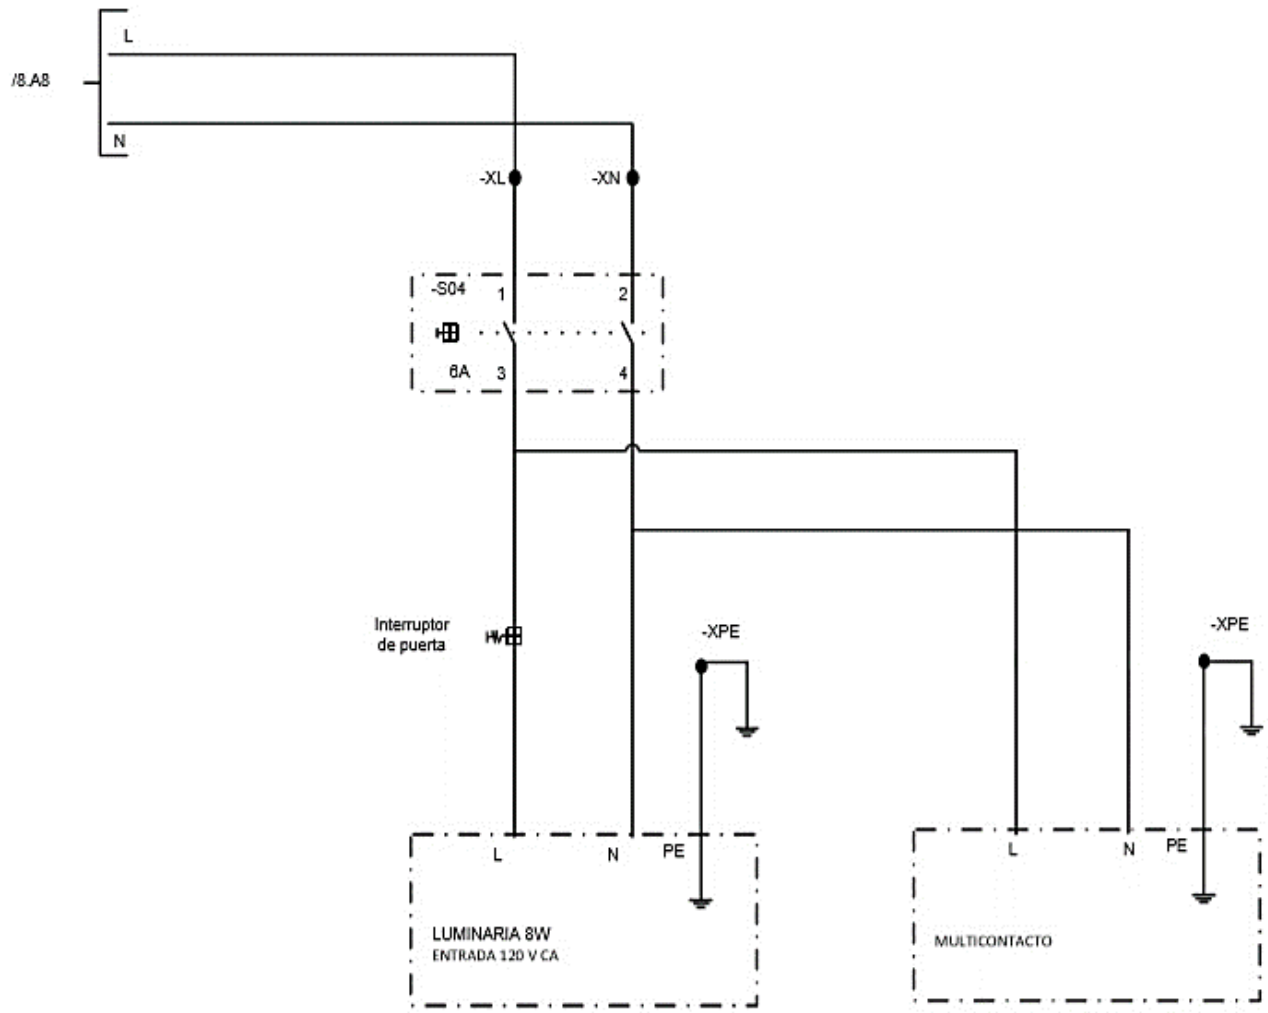 L
/8.A8
N
-XL
-XN
-S04
1
2
6A
3
4
Interruptor
de puerta
-XPE
-XPE
L
N
PE
LUMINARIA 8W
ENTRADA 120 V CA
L
N
PE
MULTICONTACTO